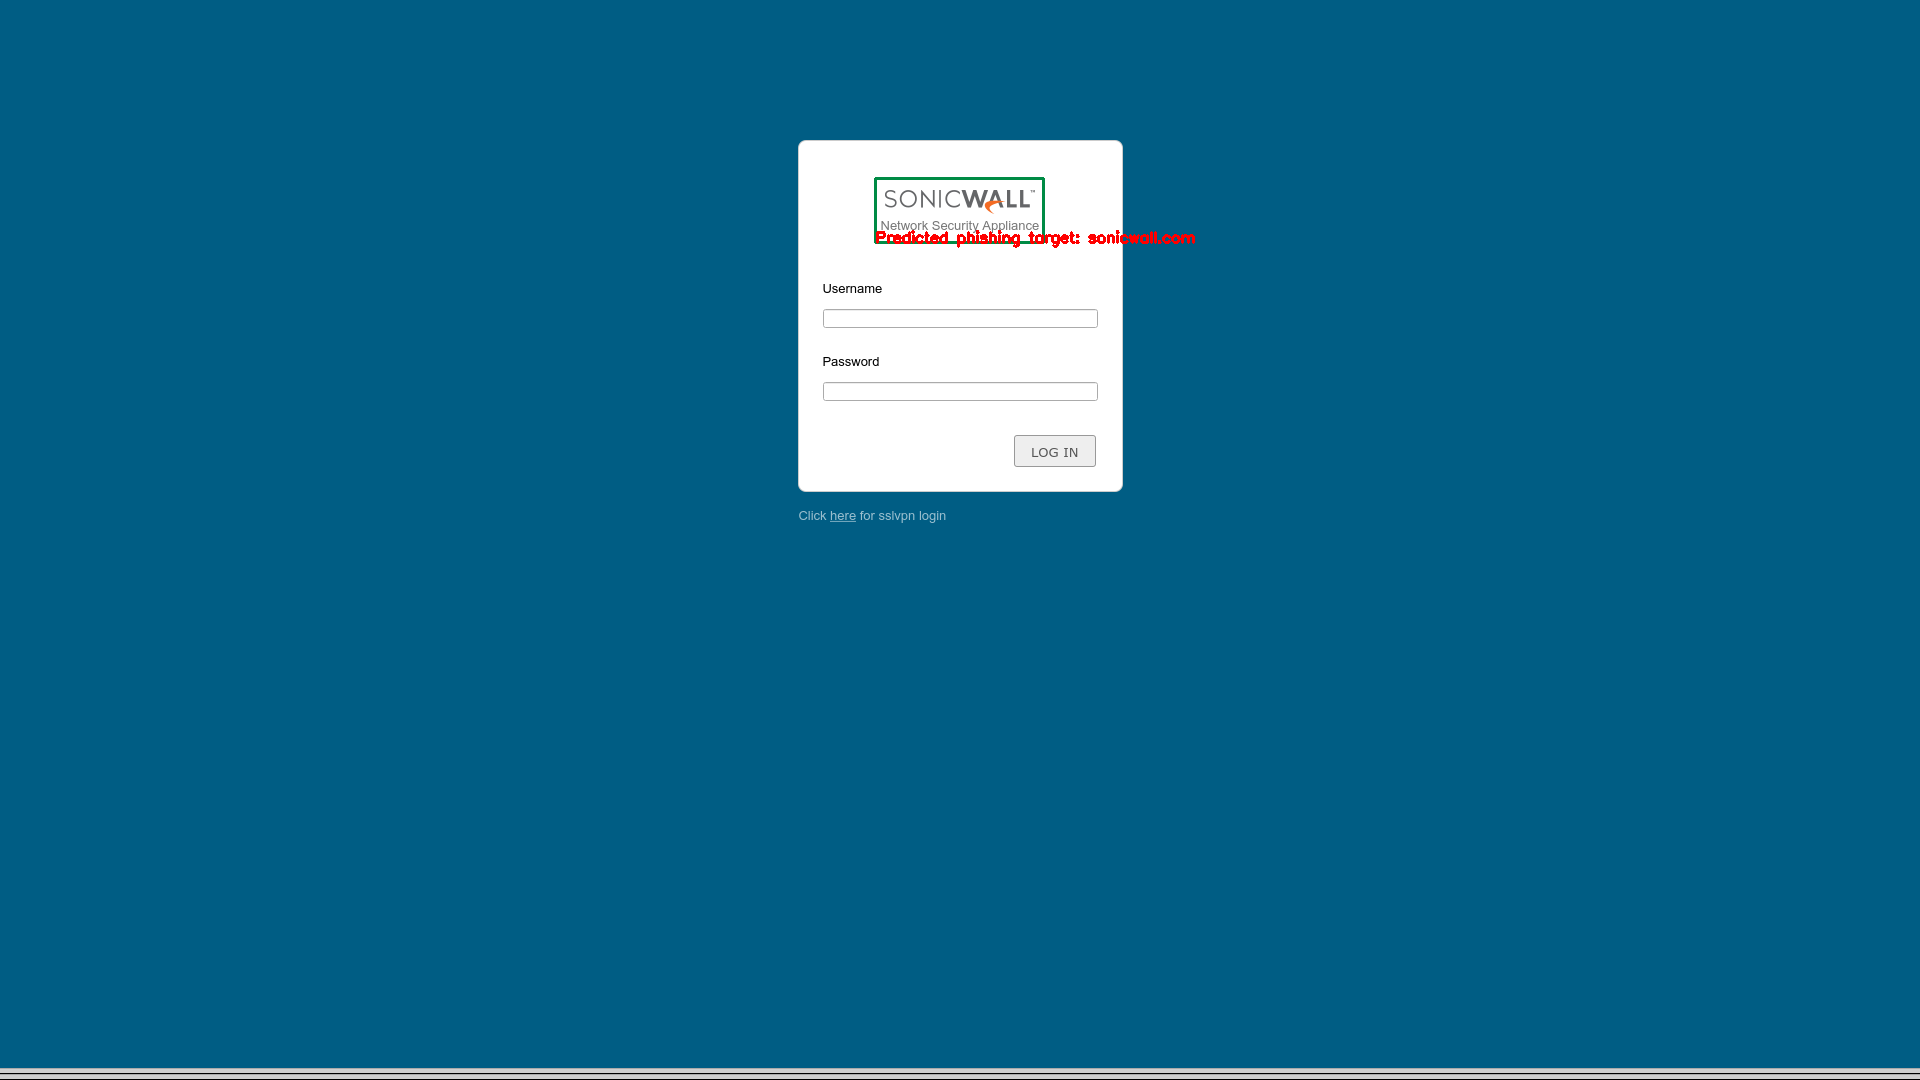 SONICWALL™
Network Security Appliance
Predicted phishing target: sonicwall.com
Username
Password
LOG IN
Click here for sslvpn login